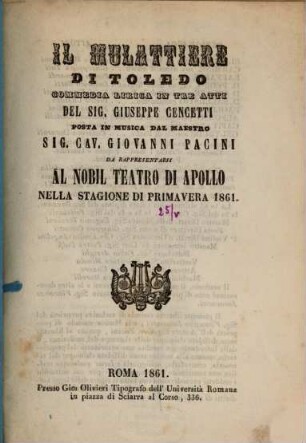 IL MULATTIERE
DI TOLEDO
COMMEDIA LIRICA IN TRE ATTI
DEL SIG. GIUSEPPE CENCETTI
POSTA IN MUSICA DAL MAESTRO
SIG. CAV. GIOVANNI PACINI
DA RAPPRESENTARSI
AL NOBIL TEATRO DI APOLLO
NELLA STAGIONE DI PRIMAVERA 1861.
25/v
ROMA 1861.
Presso Gio: Olivieri Tipografo dell' Università Romana
in piazza di Sciarra al Corso, 336.